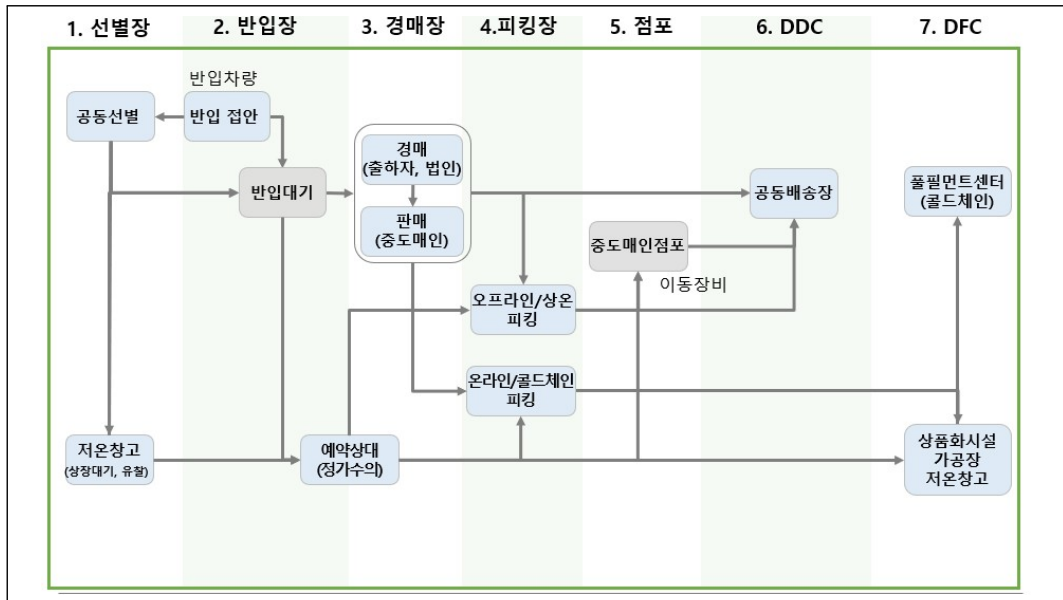 1. 선별장
2. 반입장
3. 경매장
4.피킹장
5. 점포
6. DDC
7. DFC
반입차량
공동선별
반입 접안
반입대기
경매
(출하자, 법인)
판매
(중도매인)
공동배송장
풀필먼트센터
(콜드체인)
중도매인점포
이동장비
오프라인/상온
피킹
온라인/콜드체인
피킹
저온창고
(상장대기, 유찰)
예약상대
(정가수의)
상품화시설
가공장
저온창고